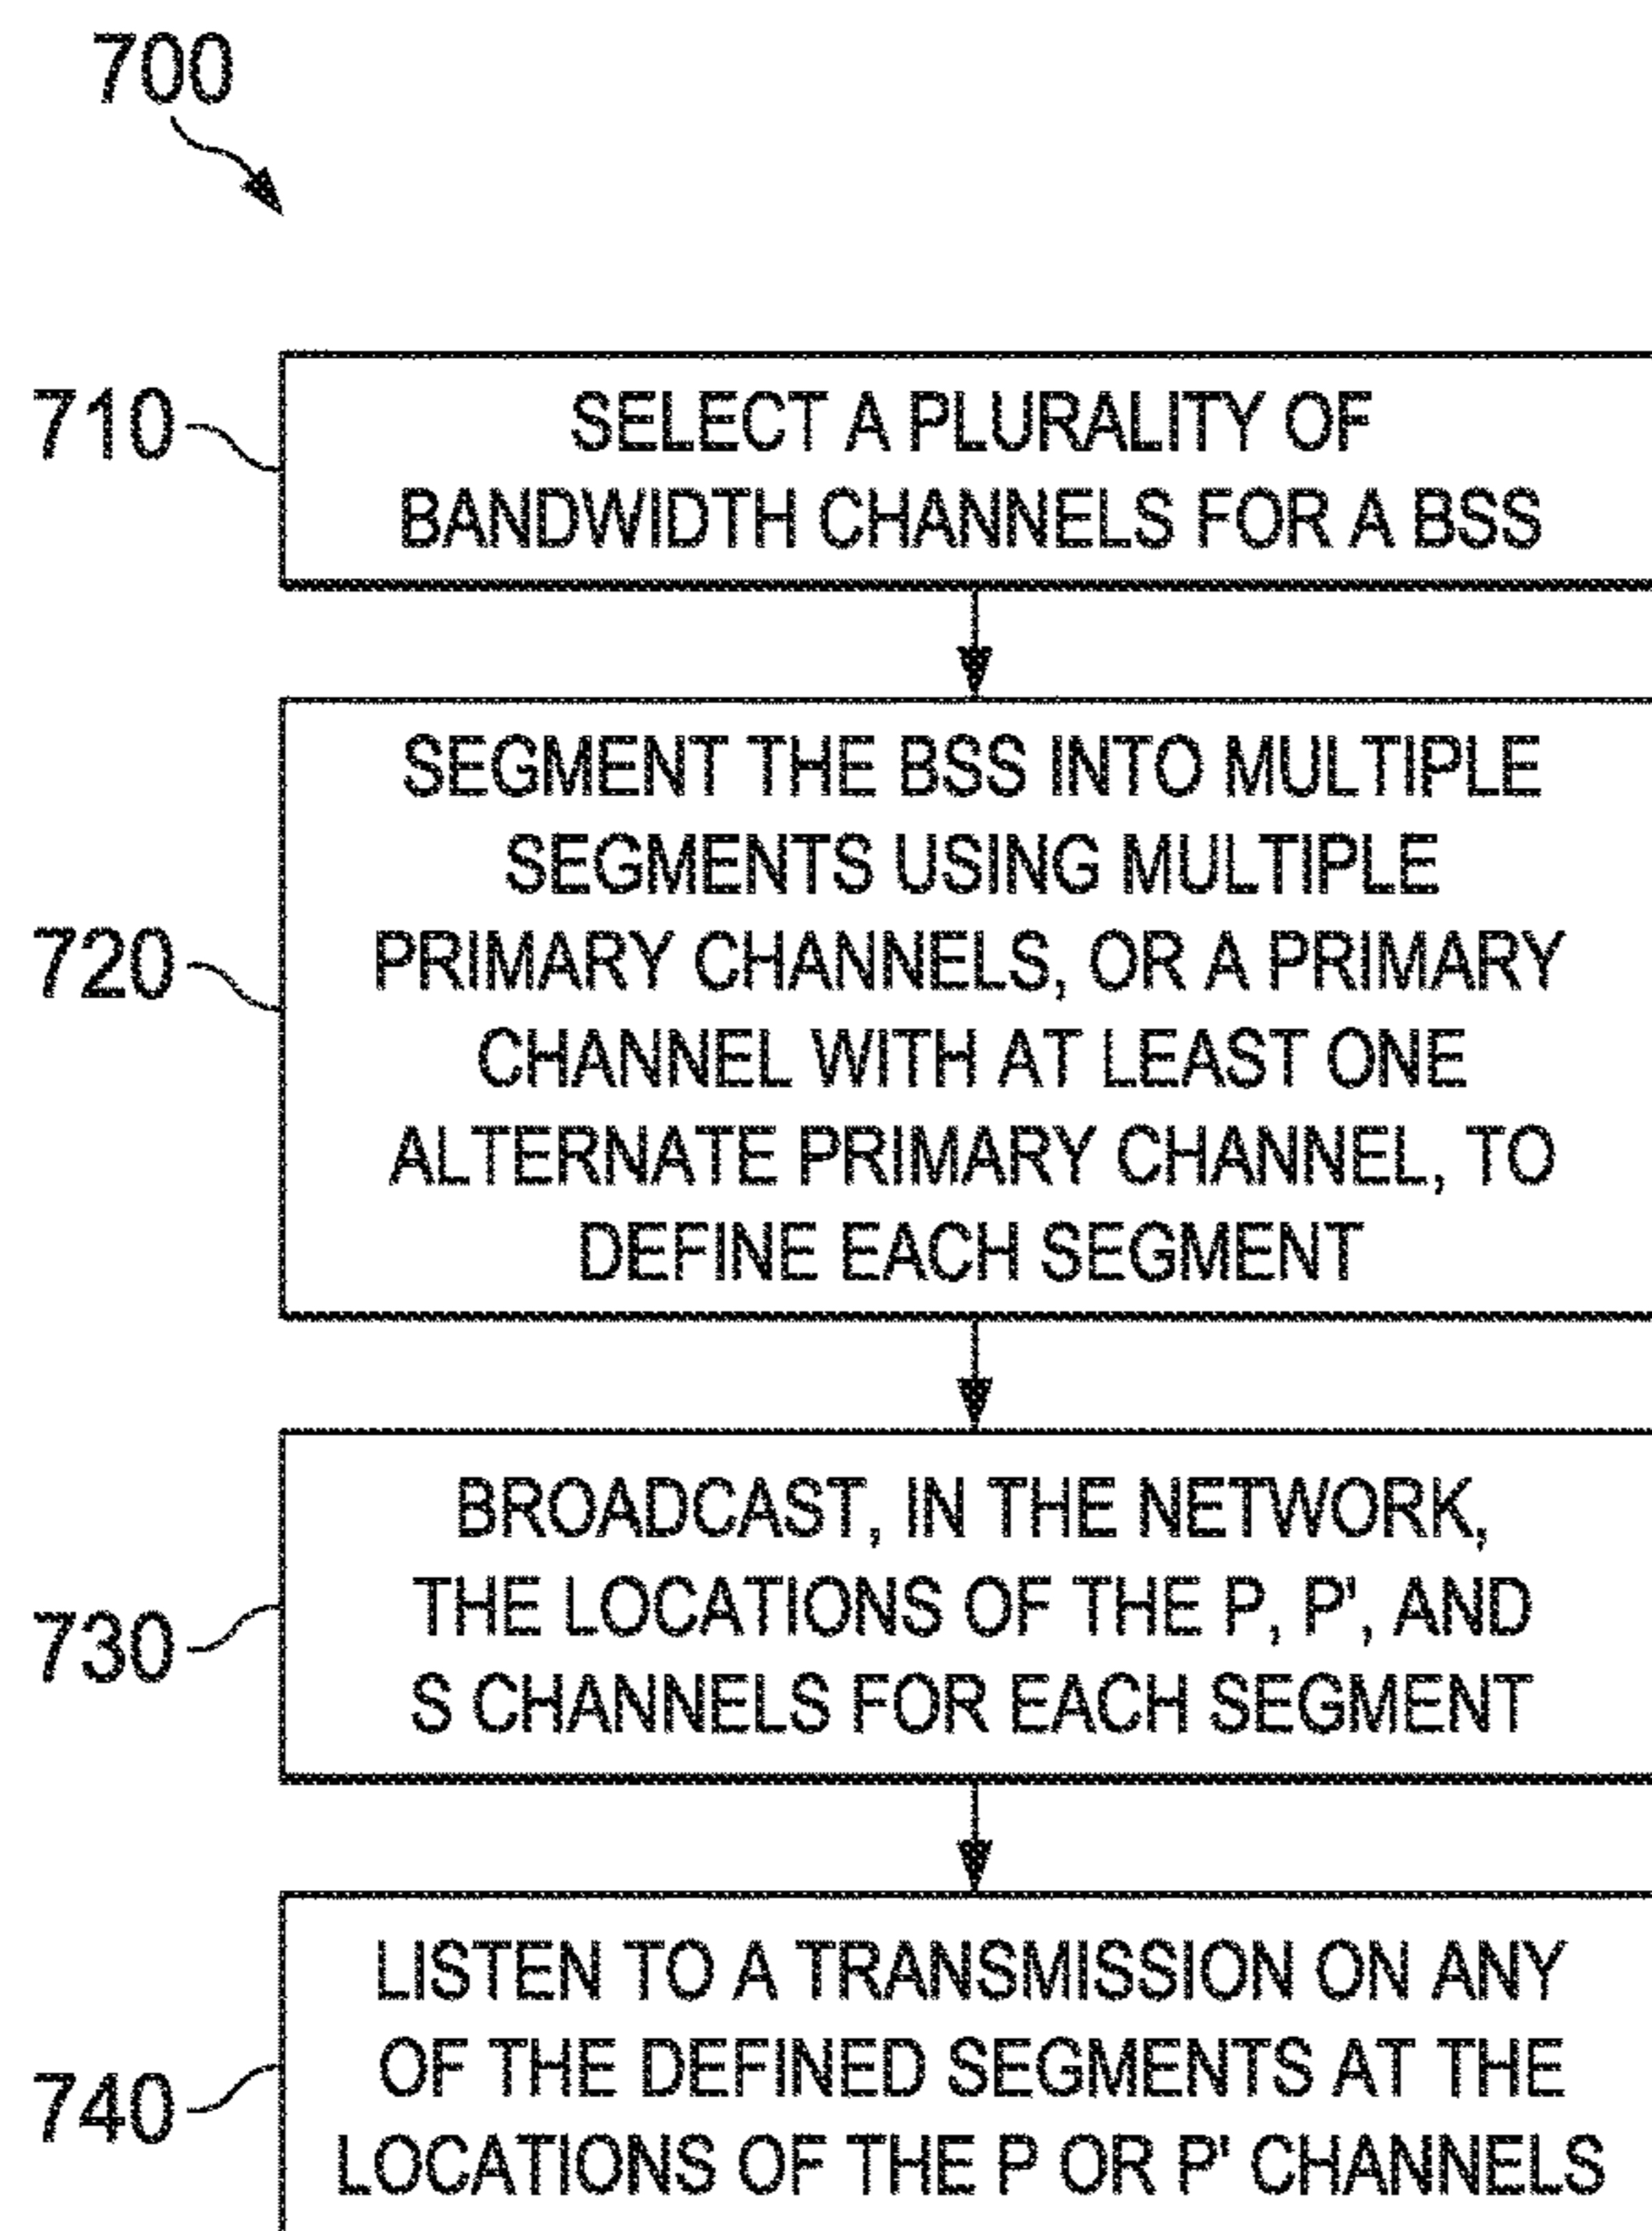 700
710
SELECT A PLURALITY OF
BANDWIDTH CHANNELS FOR A BSS
720
SEGMENT THE BSS INTO MULTIPLE
SEGMENTS USING MULTIPLE
PRIMARY CHANNELS, OR A PRIMARY
CHANNEL WITH AT LEAST ONE
ALTERNATE PRIMARY CHANNEL, TO
DEFINE EACH SEGMENT
730
BROADCAST, IN THE NETWORK,
THE LOCATIONS OF THE P, P', AND
S CHANNELS FOR EACH SEGMENT
740
LISTEN TO A TRANSMISSION ON ANY
OF THE DEFINED SEGMENTS AT THE
LOCATIONS OF THE P OR P' CHANNELS